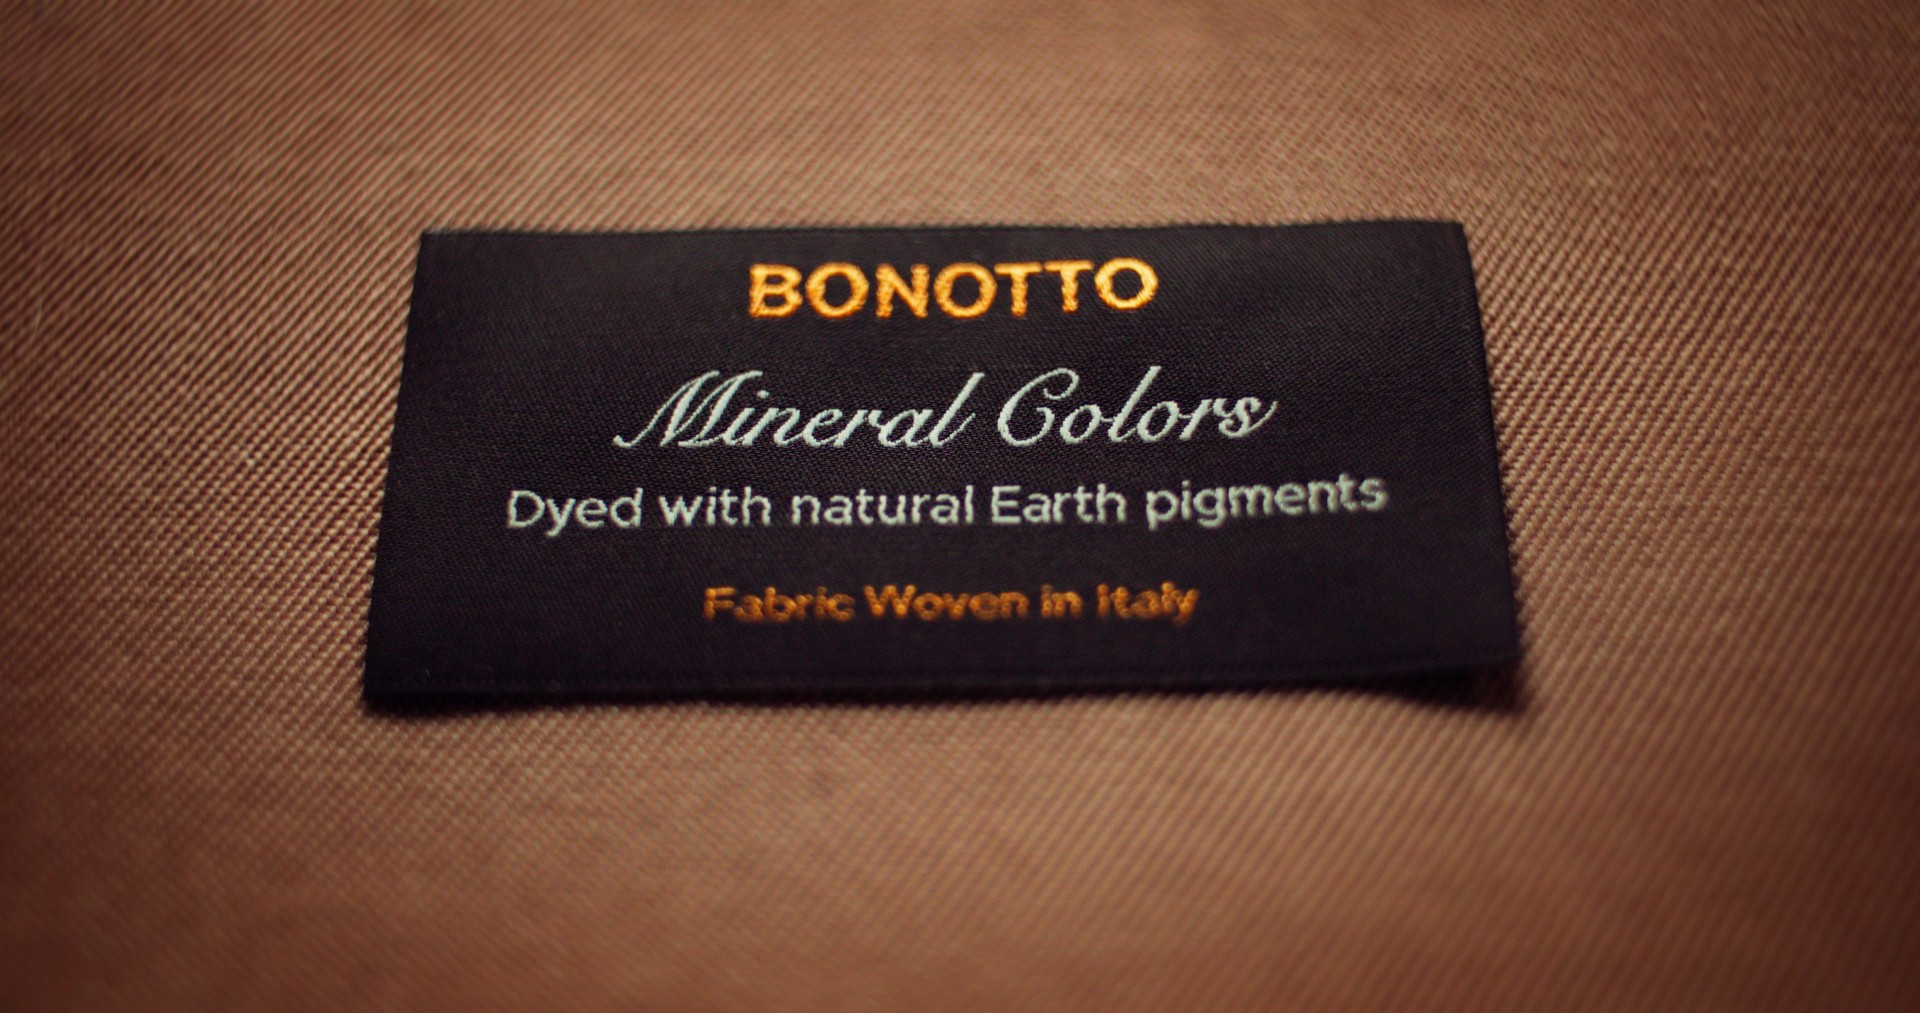 BONOTTO
Mineral Colors
Dyed with natural Earth pigments
Fabric Woven in Italy